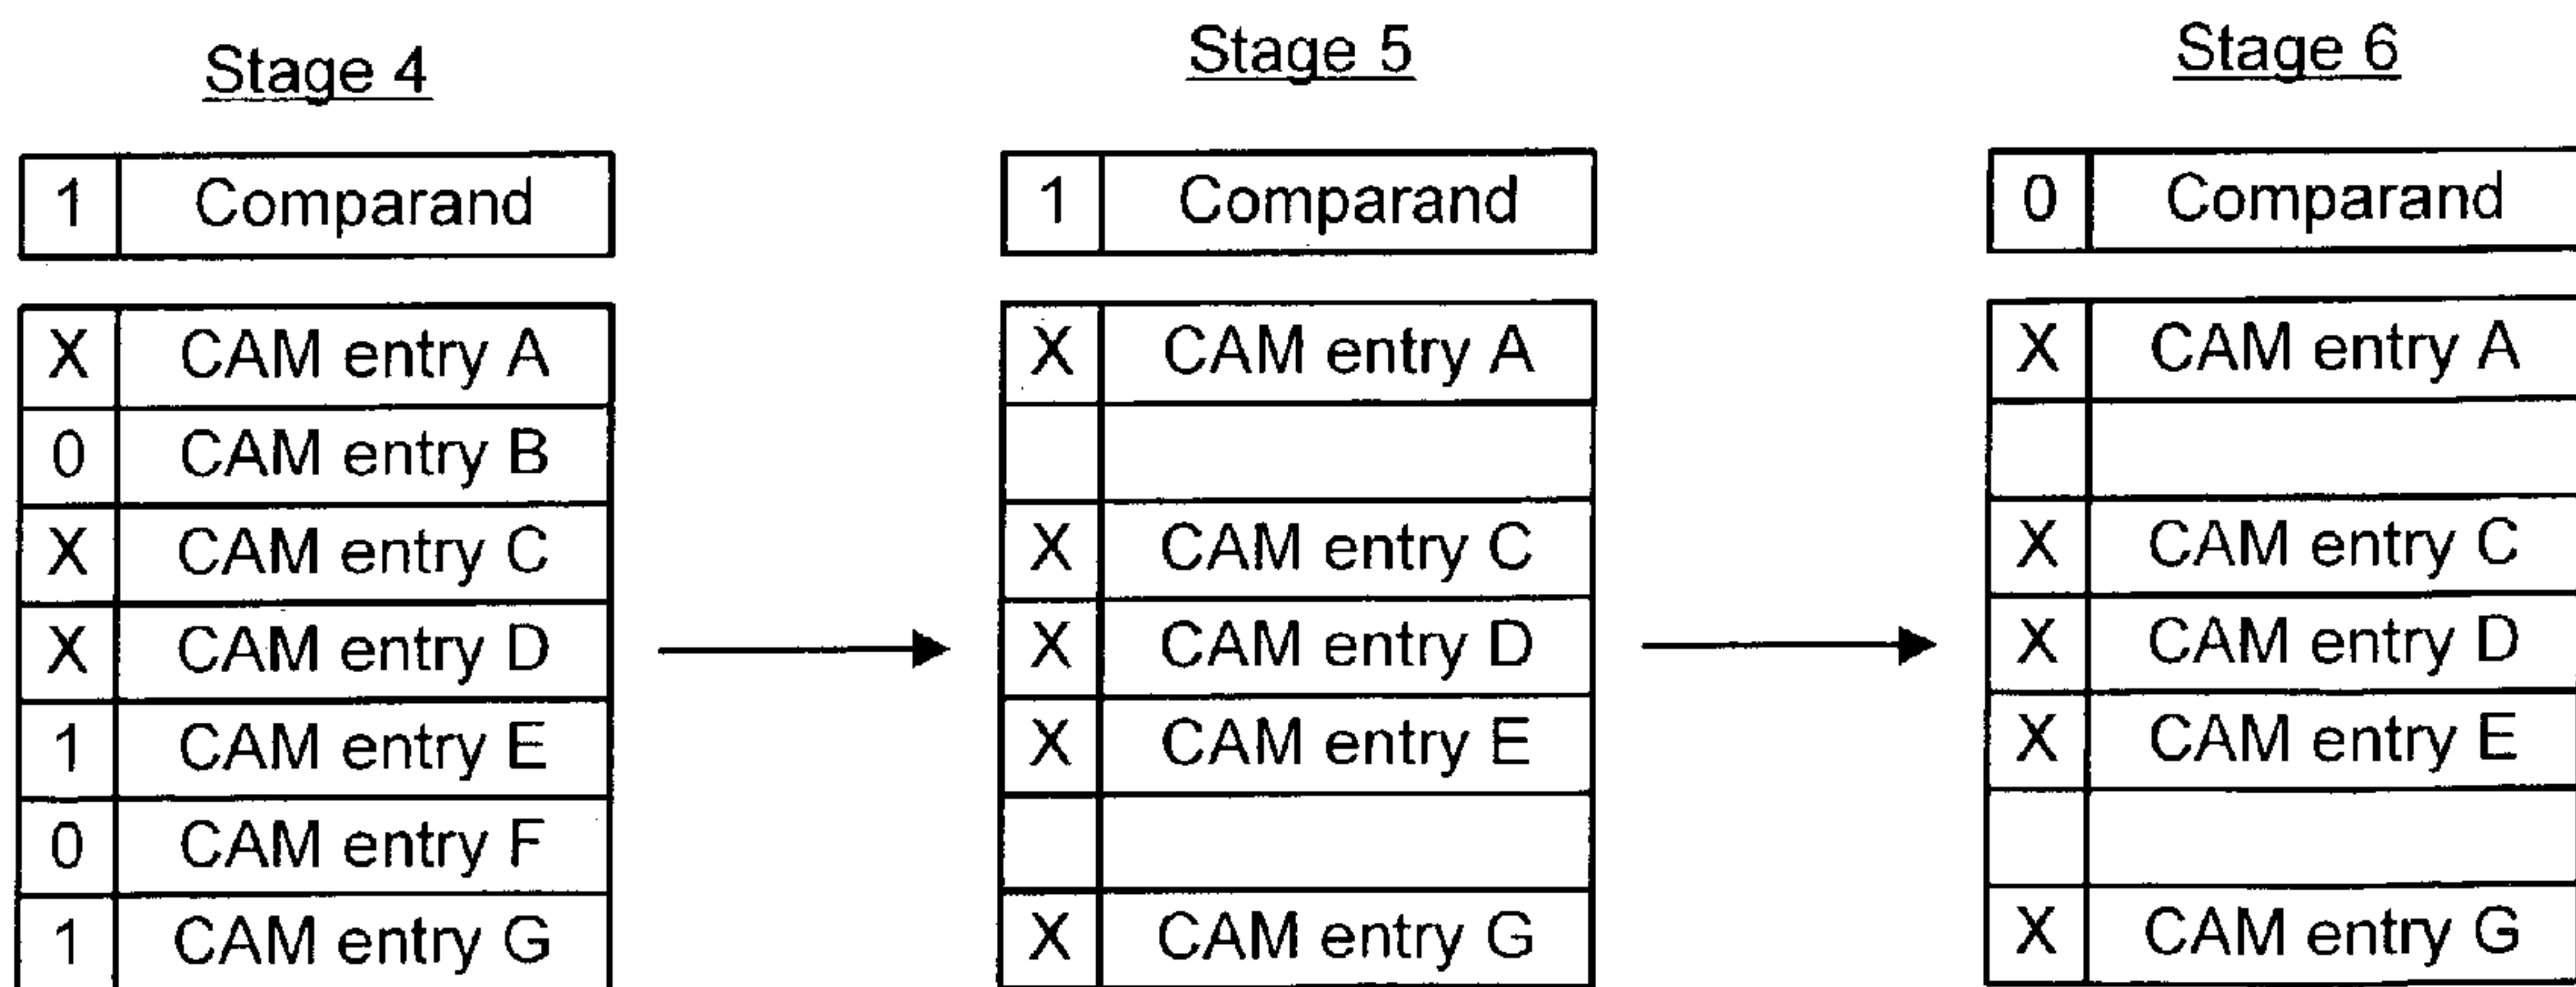 Stage 4
1 Comparand
X CAM entry A
0 CAM entry B
X CAM entry C
X CAM entry D
1 CAM entry E
0 CAM entry F
1 CAM entry G
Stage 5
1 Comparand
X CAM entry A
X CAM entry C
X CAM entry D
X CAM entry E
X CAM entry G
Stage 6
0 Comparand
X CAM entry A
X CAM entry C
X CAM entry D
X CAM entry E
X CAM entry G